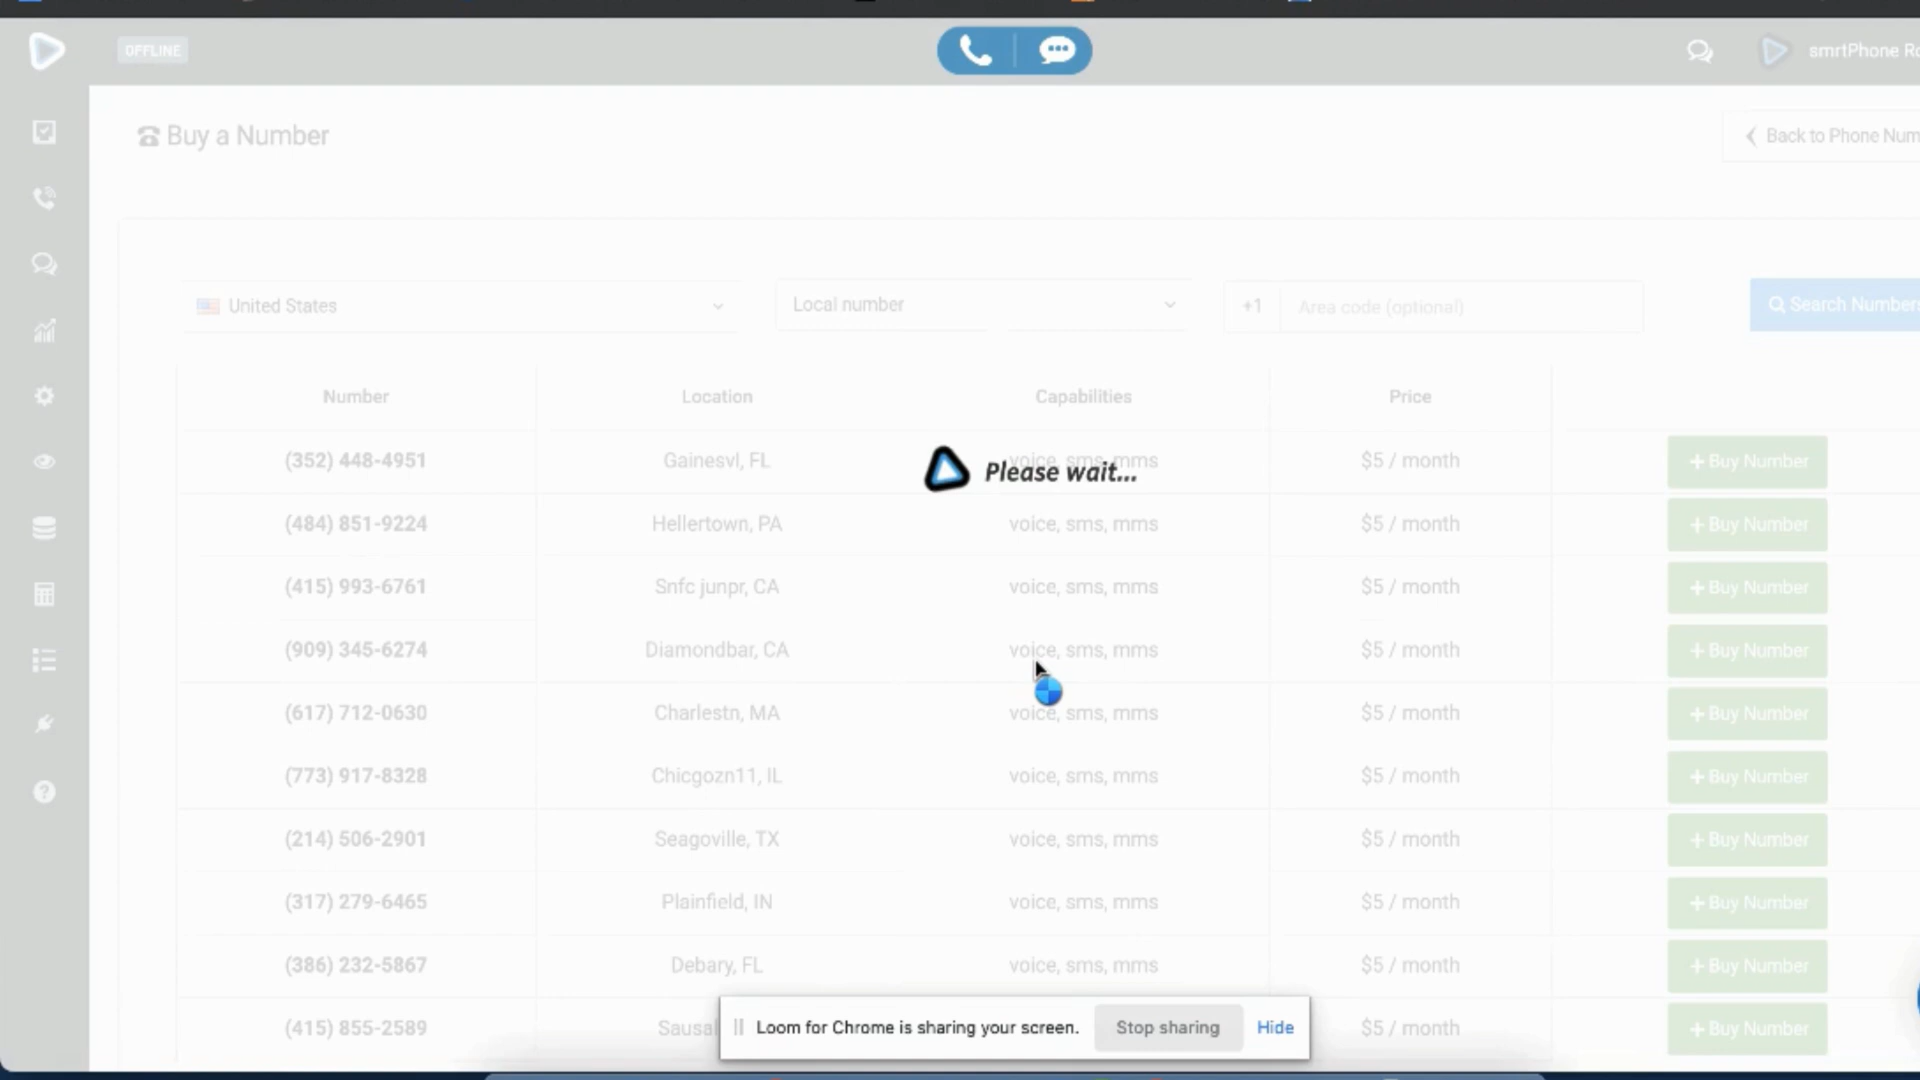 OFFLINE
smrtPhone Ro
Buy a Number
Back to Phone Num
United States
Local number
+1
Area code (optional)
Search Numbers
Number Location Capabilities Price
(352) 448-4951 Gainesvl, FL voice, sms, mms $5 / month + Buy Number
Please wait...
(484) 851-9224 Hellertown, PA voice, sms, mms $5 / month + Buy Number
(415) 993-6761 Snfc junpr, CA voice, sms, mms $5 / month + Buy Number
(909) 345-6274 Diamondbar, CA voice, sms, mms $5 / month + Buy Number
(617) 712-0630 Charlestn, MA voice, sms, mms $5 / month + Buy Number
(773) 917-8328 Chicgozn11, IL voice, sms, mms $5 / month + Buy Number
(214) 506-2901 Seagoville, TX voice, sms, mms $5 / month + Buy Number
(317) 279-6465 Plainfield, IN voice, sms, mms $5 / month + Buy Number
(386) 232-5867 Debary, FL voice, sms, mms $5 / month + Buy Number
(415) 855-2589 Sausal $5 / month + Buy Number
Loom for Chrome is sharing your screen. Stop sharing Hide